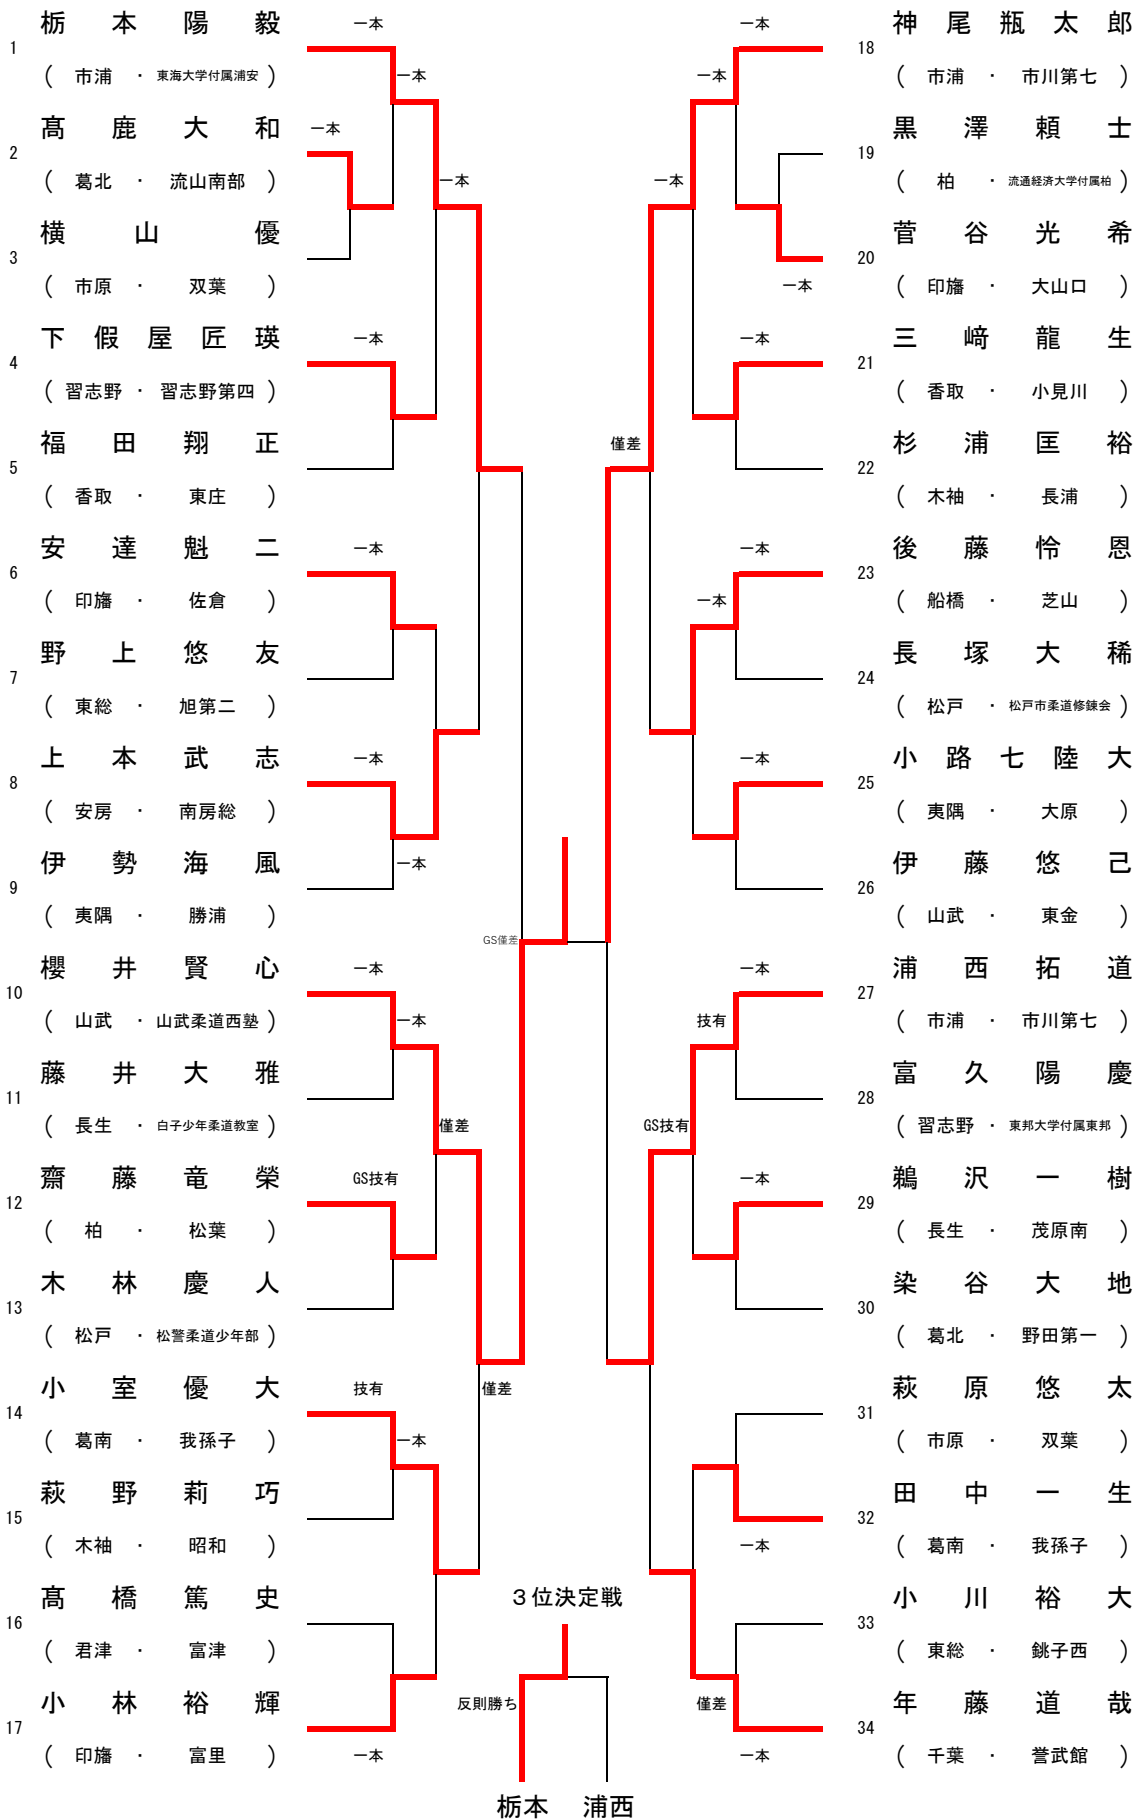 栃本陽毅
1
(市浦・東海大学付属浦安)
一本
一本
髙鹿大和
2
(葛北・流山南部)
一本
一本
横山優
3
(市原・双葉)
下假屋匠瑛
4
(習志野・習志野第四)
一本
福田翔正
5
(香取・東庄)
安達魁二
6
(印旛・佐倉)
一本
野上悠友
7
(東総・旭第二)
上本武志
8
(安房・南房総)
一本
伊勢海風
9
(夷隅・勝浦)
一本
GS僅差
櫻井賢心
10
(山武・山武柔道西塾)
一本
一本
藤井大雅
11
(長生・白子少年柔道教室)
僅差
齋藤竜榮
12
(柏・松葉)
GS技有
木林慶人
13
(松戸・松警柔道少年部)
小室優大
14
(葛南・我孫子)
技有
僅差
一本
萩野莉巧
15
(木袖・昭和)
髙橋篤史
16
(君津・富津)
小林裕輝
17
(印旛・富里)
一本
神尾瓶太郎
18
(市浦・市川第七)
一本
一本
黒澤頼士
19
(柏・流通経済大学付属柏)
一本
菅谷光希
20
(印旛・大山口)
一本
三﨑龍生
21
(香取・小見川)
一本
僅差
杉浦匡裕
22
(木袖・長浦)
後藤怜恩
23
(船橋・芝山)
一本
一本
長塚大稀
24
(松戸・松戸市柔道修錬会)
小路七陸大
25
(夷隅・大原)
一本
伊藤悠己
26
(山武・東金)
浦西拓道
27
(市浦・市川第七)
一本
技有
富久陽慶
28
(習志野・東邦大学付属東邦)
GS技有
鵜沢一樹
29
(長生・茂原南)
一本
染谷大地
30
(葛北・野田第一)
萩原悠太
31
(市原・双葉)
田中一生
32
(葛南・我孫子)
一本
小川裕大
33
(東総・銚子西)
年藤道哉
34
(千葉・誉武館)
僅差
一本
３位決定戦
反則勝ち
栃本 浦西